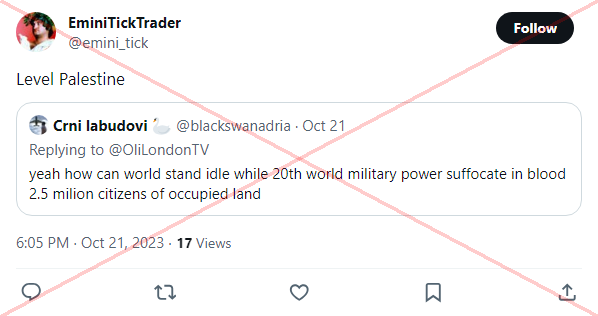 EminiTickTrader
@emini_tick
Follow
Level Palestine
Crni labudovi 🦢 @blackswanadria · Oct 21
Replying to @OliLondonTV
yeah how can world stand idle while 20th world military power suffocate in blood
2.5 milion citizens of occupied land
6:05 PM · Oct 21, 2023 · 17 Views